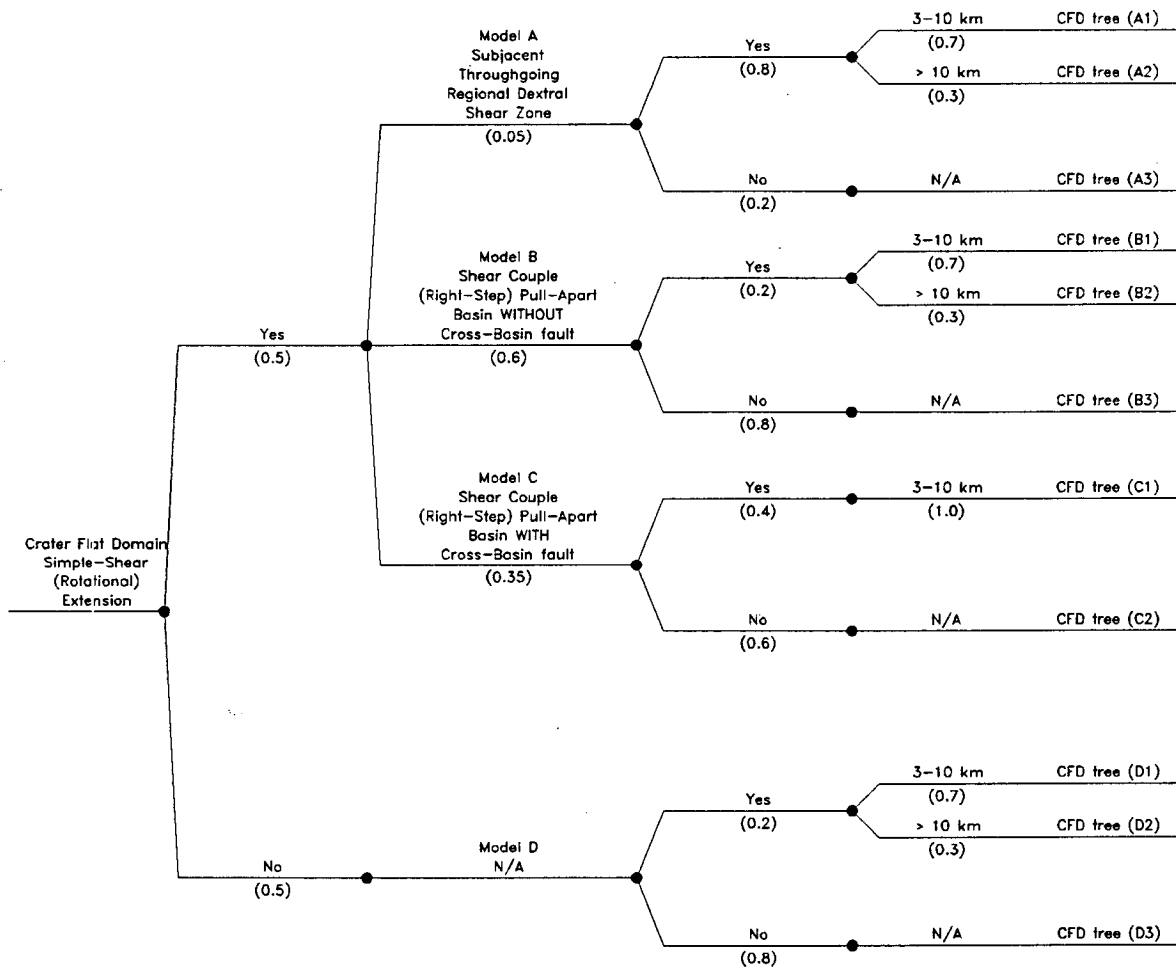 3-10 km
CFD tree (A1)
(0.7)
> 10 km
CFD tree (A2)
(0.3)
Yes
(0.8)
Model A
Subjacent
Throughgoing
Regional Dextral
Shear Zone
(0.05)
No
(0.2)
N/A
CFD tree (A3)
3-10 km
CFD tree (B1)
(0.7)
> 10 km
CFD tree (B2)
(0.3)
Yes
(0.2)
Model B
Shear Couple
(Right-Step) Pull-Apart
Basin WITHOUT
Cross-Basin fault
(0.6)
Yes
(0.5)
No
(0.8)
N/A
CFD tree (B3)
Model C
Shear Couple
(Right-Step) Pull-Apart
Basin WITH
Cross-Basin fault
(0.35)
Yes
(0.4)
3-10 km
(1.0)
CFD tree (C1)
No
(0.6)
N/A
CFD tree (C2)
Crater Flat Domain
Simple-Shear
(Rotational)
Extension
No
(0.5)
Model D
N/A
Yes
(0.2)
3-10 km
CFD tree (D1)
(0.7)
> 10 km
CFD tree (D2)
(0.3)
No
(0.8)
N/A
CFD tree (D3)